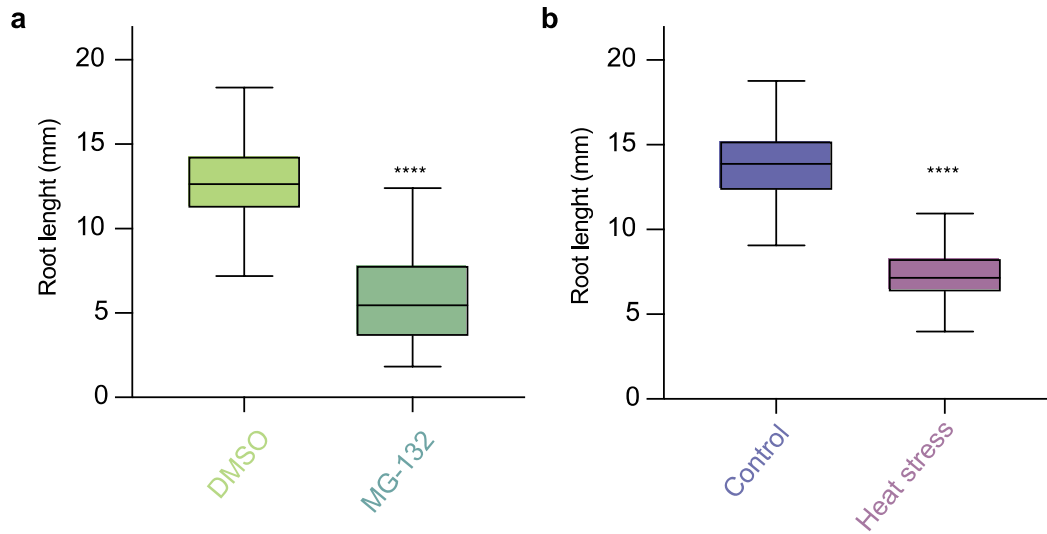 a
20
15
10
5
0
Root lenght (mm)
****
DMSO
MG-132
b
20
15
10
5
0
Root lenght (mm)
****
Control
Heat stress